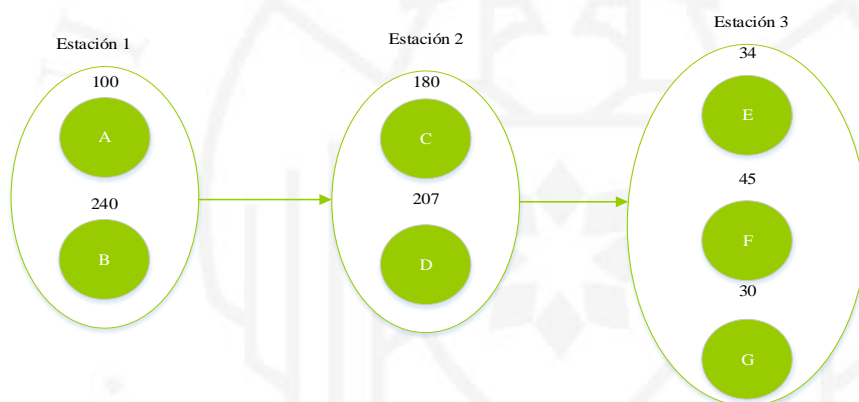 Estación 1
100
A
240
B
Estación 2
180
C
207
D
Estación 3
34
E
45
F
30
G